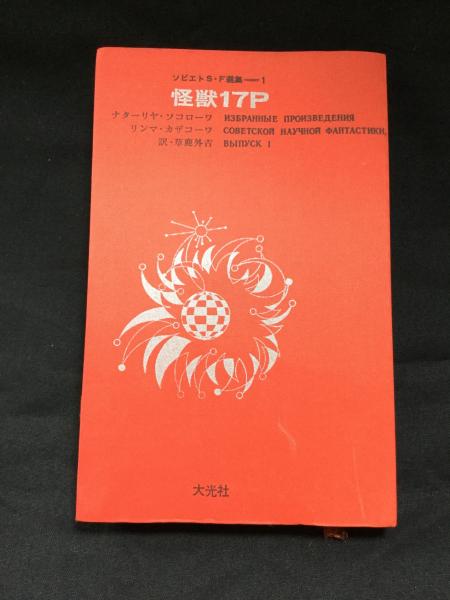 ソビエトS・F選集 1
怪獣17P
ナターリヤ・ソコローワ ИЗБРАННЫЕ ПРОИЗВЕДЕНИЯ
リンマ・カザコーワ СОВЕТСКОЙ НАУЧНОЙ ФАНТАСТИКИ,
訳・草鹿外吉 ВЫПУСК I
大光社